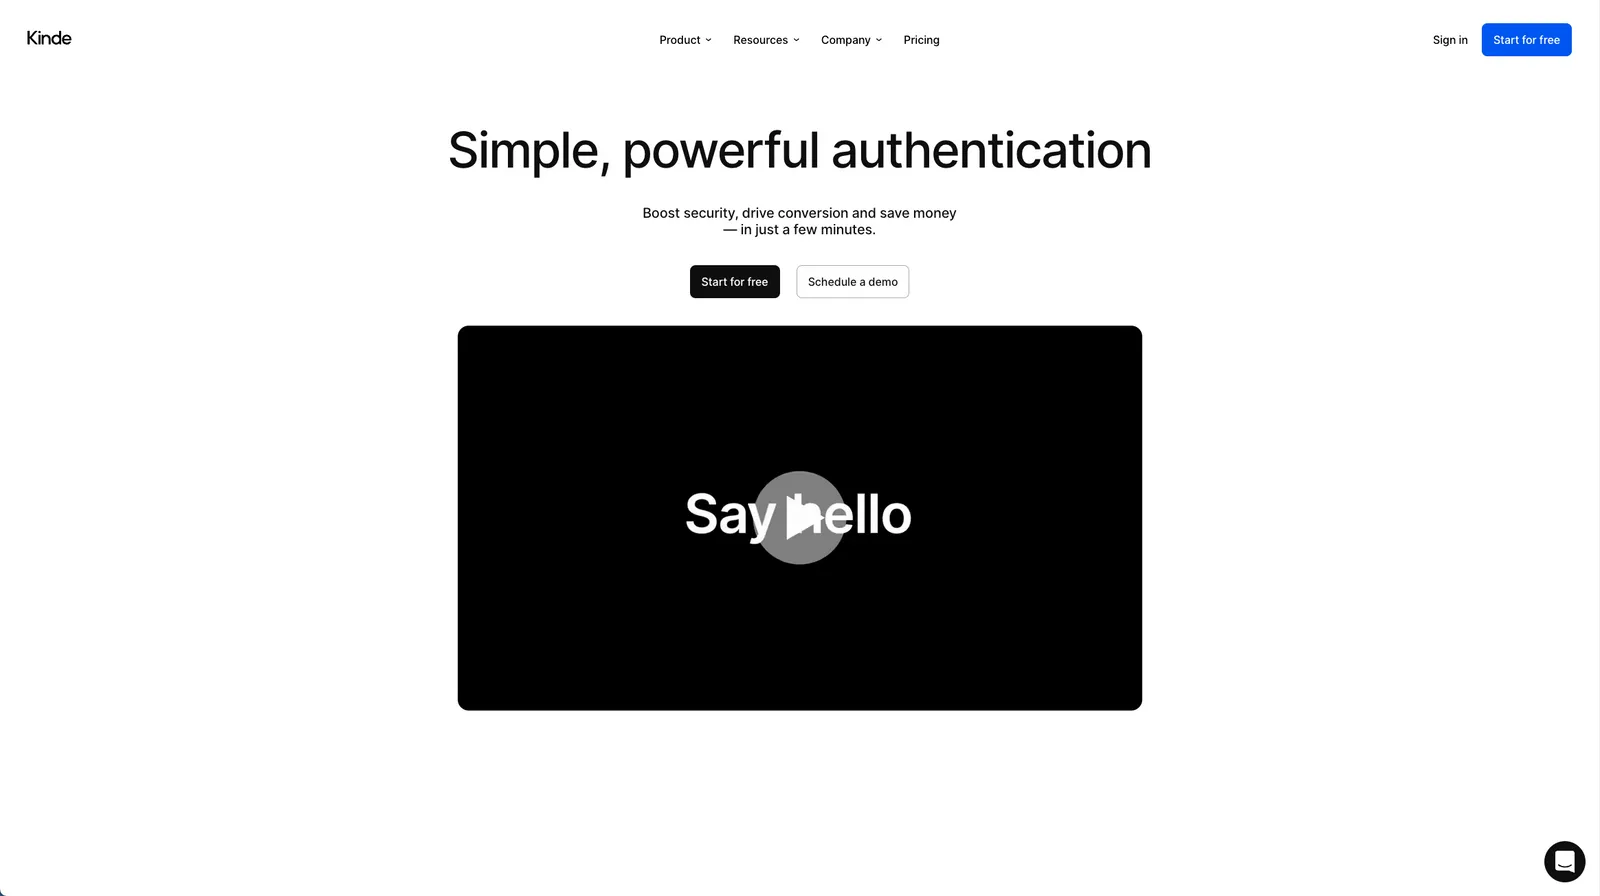 Kinde
Product
Resources
Company
Pricing
Sign in
Start for free
Simple, powerful authentication
Boost security, drive conversion and save money
— in just a few minutes.
Start for free
Schedule a demo
Say hello